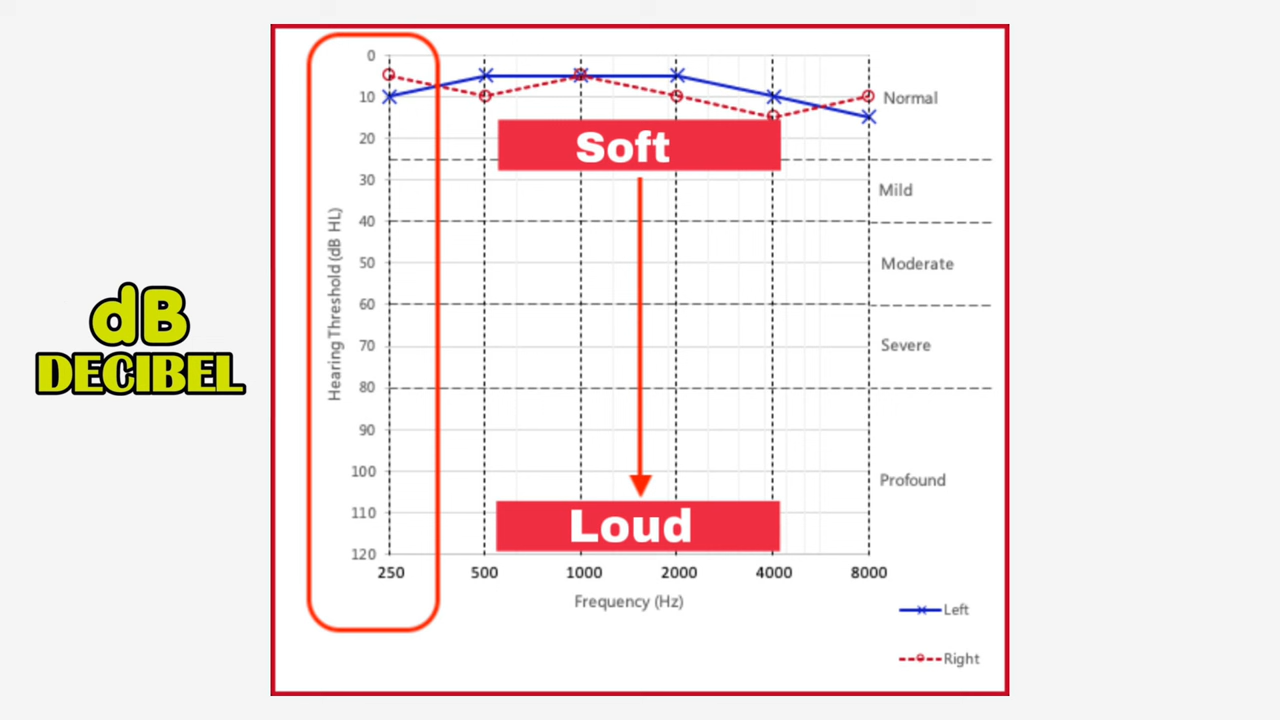 dB
DECIBEL
Hearing Threshold (dB HL)
0
10
20
30
40
50
60
70
80
90
100
110
120
Soft
Loud
Normal
Mild
Moderate
Severe
Profound
250 500 1000 2000 4000 8000
Frequency (Hz)
Left
Right